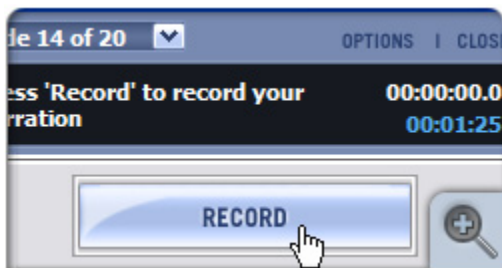 de 14 of 20
OPTIONS | CLOS
ess 'Record' to record your
rration
00:00:00.0
00:01:25
RECORD